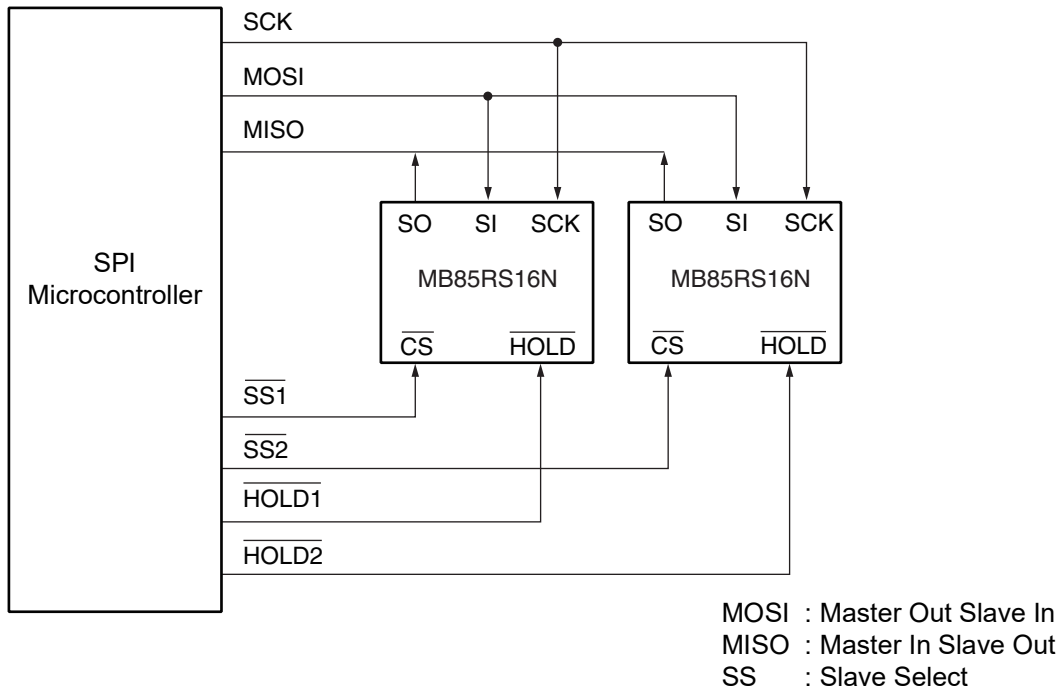 SCK
MOSI
MISO
SO SI SCK
SO SI SCK
SPI
Microcontroller
MB85RS16N
MB85RS16N
CS HOLD
CS HOLD
SS1
SS2
HOLD1
HOLD2
MOSI : Master Out Slave In
MISO : Master In Slave Out
SS : Slave Select